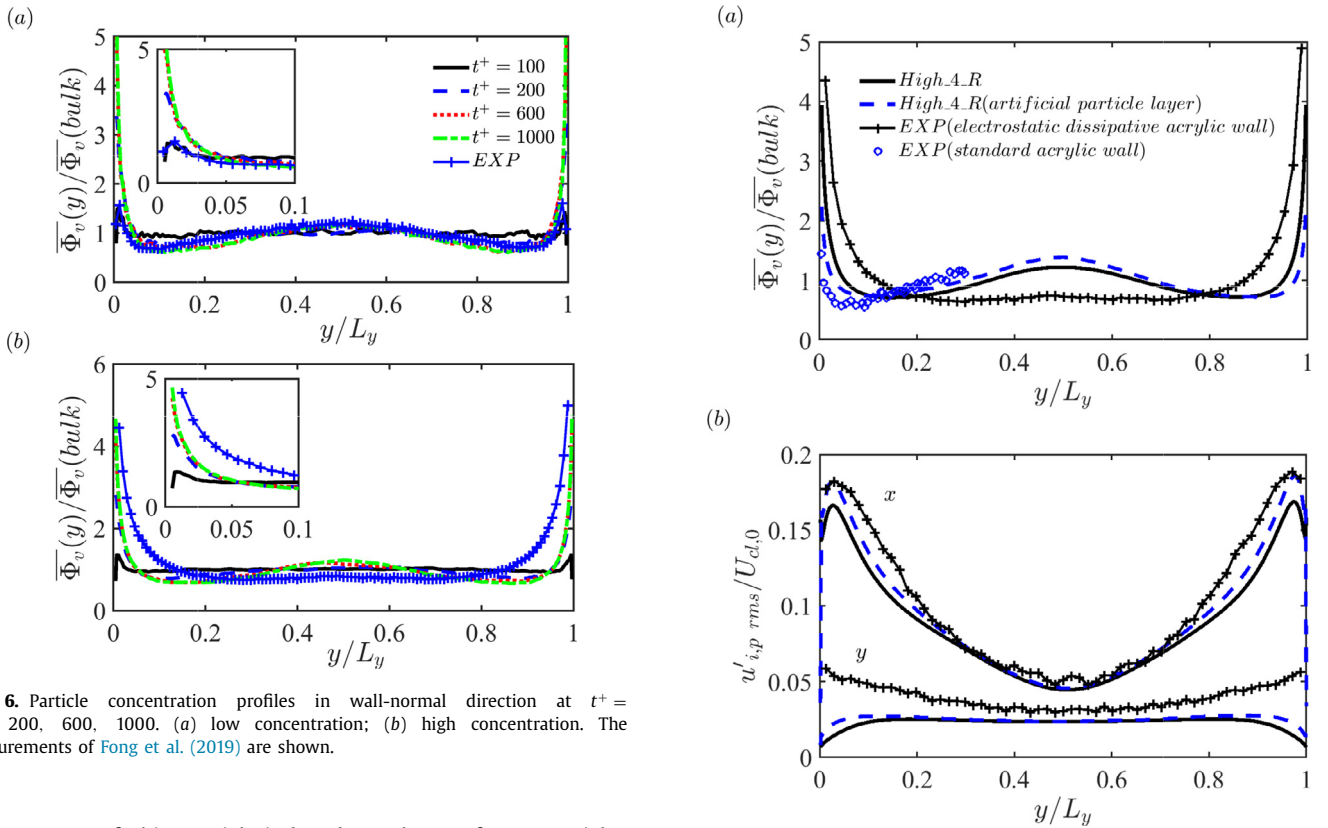 (a)
5
4
3
2
1
0
Φ̅v(y)/Φ̅v(bulk)
5
0
0 0.05 0.1
t⁺ = 100
t⁺ = 200
t⁺ = 600
t⁺ = 1000
EXP
0 0.2 0.4 0.6 0.8 1
y/Ly
(b)
6
4
2
0
Φ̅v(y)/Φ̅v(bulk)
5
0
0 0.05 0.1
0 0.2 0.4 0.6 0.8 1
y/Ly
6. Particle concentration profiles in wall-normal direction at t⁺ =
200, 600, 1000. (a) low concentration; (b) high concentration. The
urements of Fong et al. (2019) are shown.
(a)
5
4
3
2
1
0
Φ̅v(y)/Φ̅v(bulk)
High_4_R
High_4_R(artificial particle layer)
EXP(electrostatic dissipative acrylic wall)
EXP(standard acrylic wall)
0 0.2 0.4 0.6 0.8 1
y/Ly
(b)
0.2
0.15
0.1
0.05
0
u′i,p rms/Ud,0
x
y
0 0.2 0.4 0.6 0.8 1
y/Ly